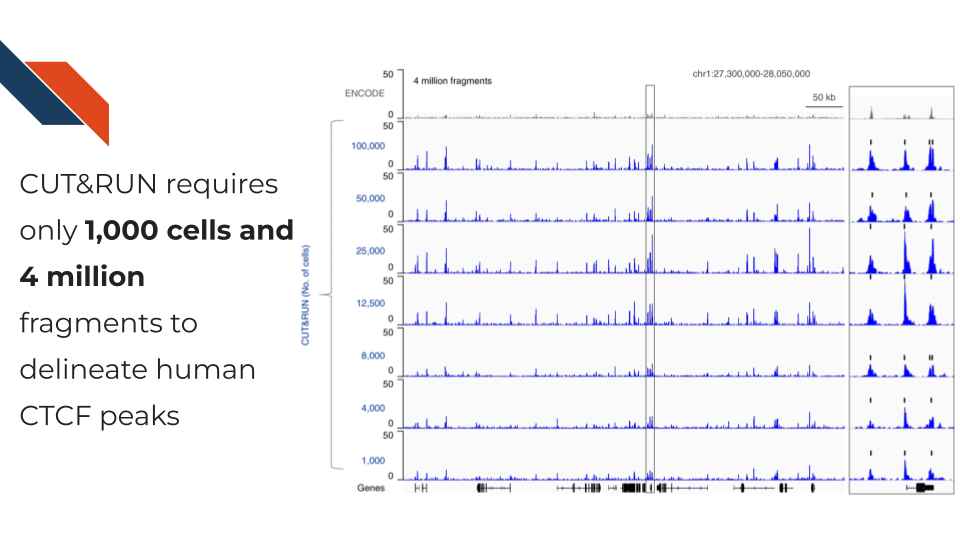 CUT&RUN requires
only 1,000 cells and
4 million
fragments to
delineate human
CTCF peaks
4 million fragments
chr1:27,300,000-28,050,000
50 kb
ENCODE
50
0
CUT&RUN (No. of cells)
100,000
50
0
50,000
50
0
25,000
50
0
12,500
50
0
8,000
50
0
4,000
50
0
1,000
50
0
Genes